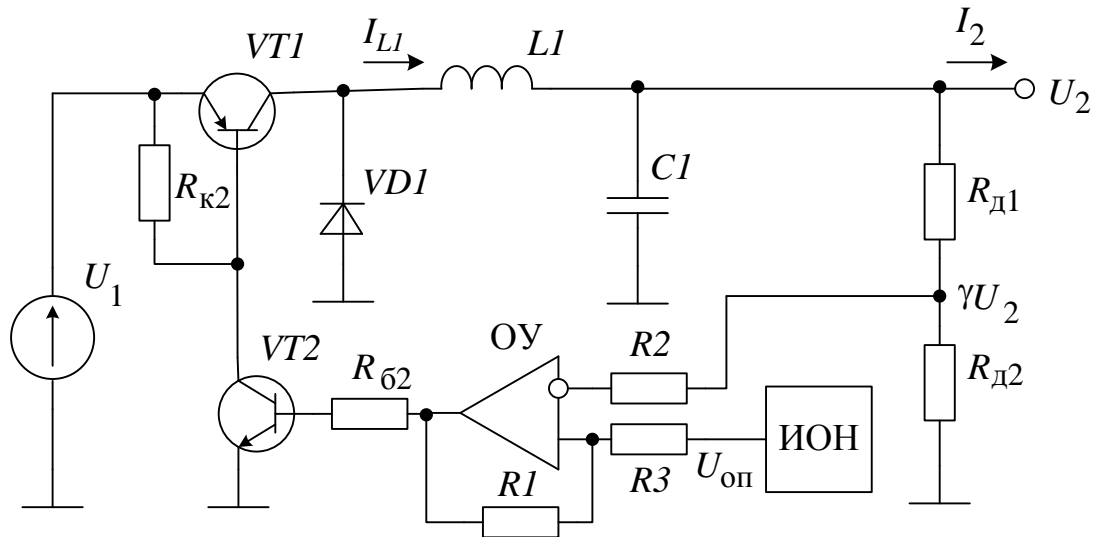 VT1
I_L1
L1
I_2
U_2
R_к2
VD1
C1
R_д1
U_1
γU_2
ОУ
VT2
R_б2
R2
R_д2
ИОН
R3
U_оп
R1